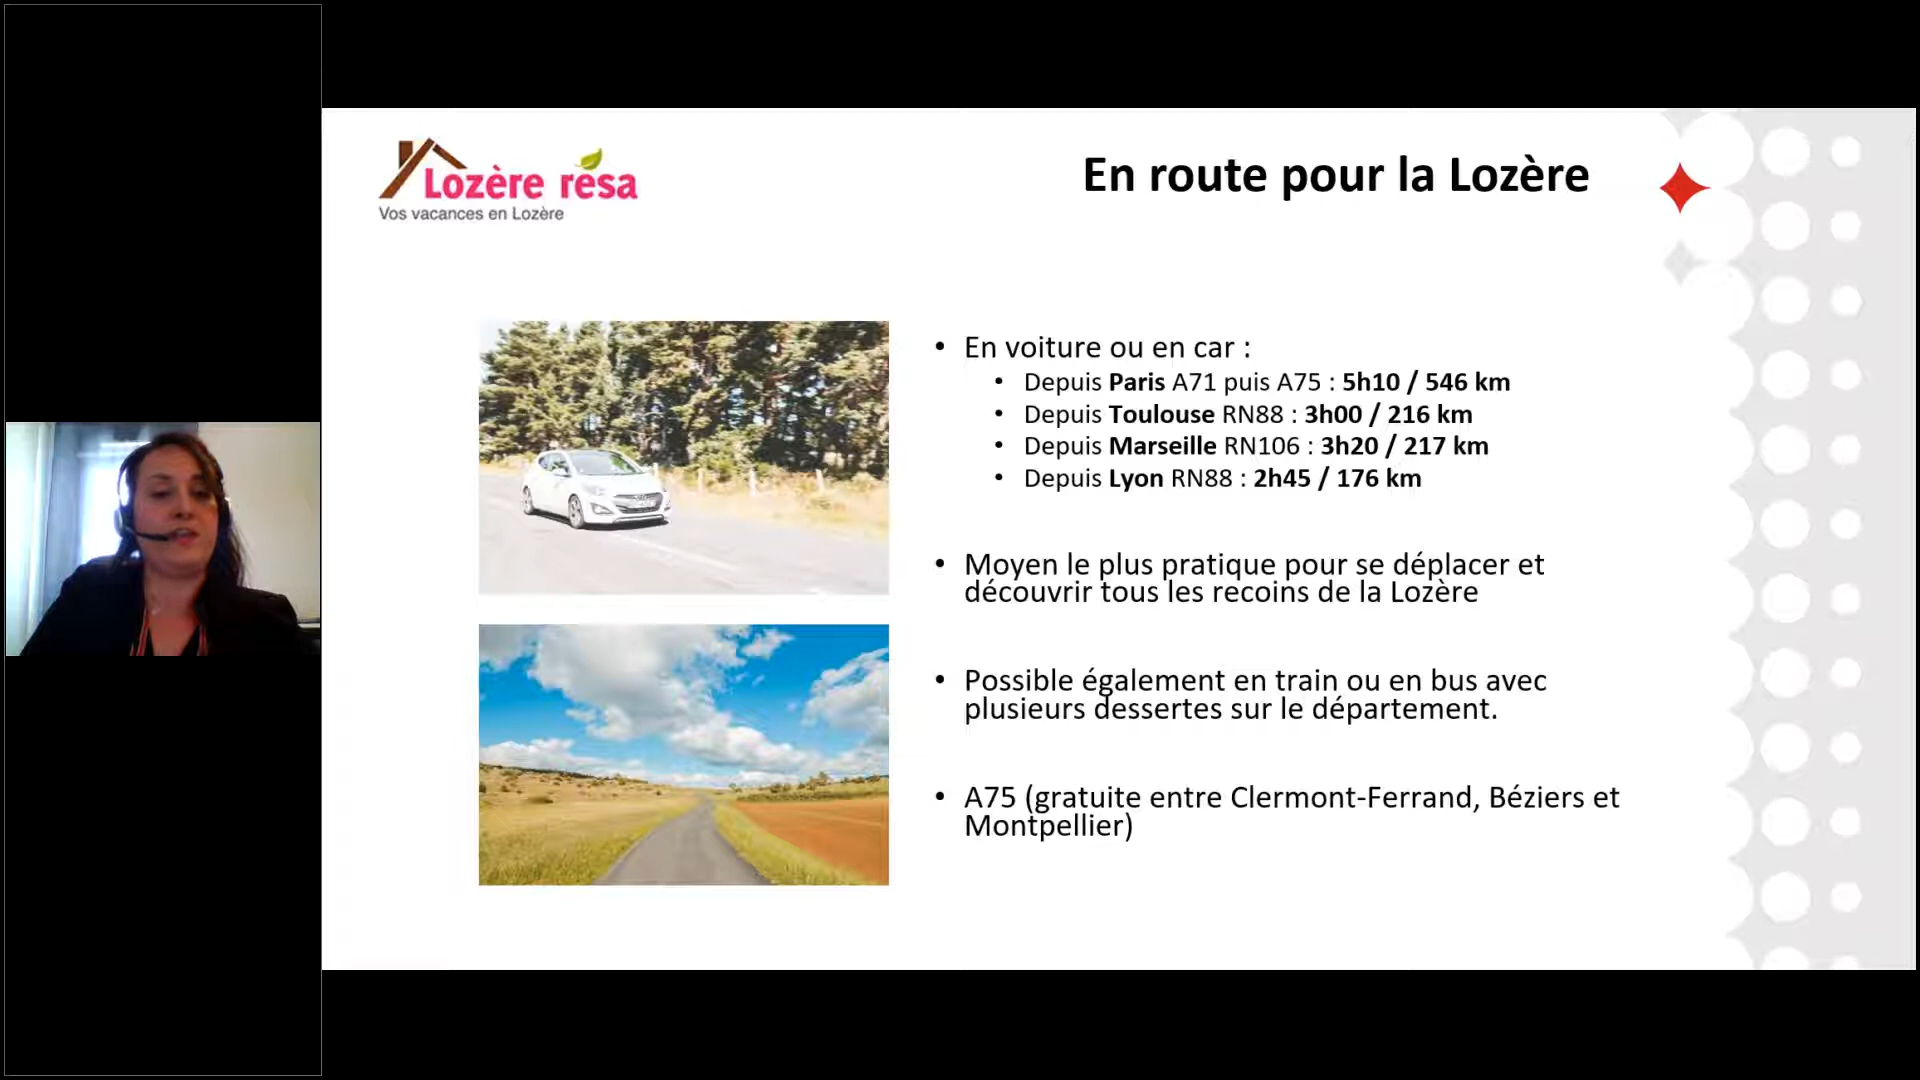 Lozère résa
Vos vacances en Lozère
En route pour la Lozère
• En voiture ou en car :
• Depuis Paris A71 puis A75 : 5h10 / 546 km
• Depuis Toulouse RN88 : 3h00 / 216 km
• Depuis Marseille RN106 : 3h20 / 217 km
• Depuis Lyon RN88 : 2h45 / 176 km
• Moyen le plus pratique pour se déplacer et
découvrir tous les recoins de la Lozère
• Possible également en train ou en bus avec
plusieurs dessertes sur le département.
• A75 (gratuite entre Clermont-Ferrand, Béziers et
Montpellier)